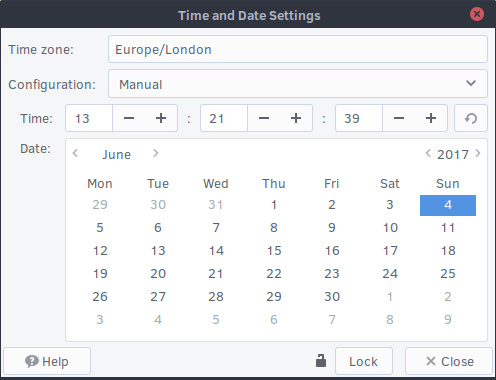 Time and Date Settings
Time zone: Europe/London
Configuration: Manual
Time: 13 − + : 21 − + : 39 − +
Date: < June > < 2017 >
Mon Tue Wed Thu Fri Sat Sun
29 30 31 1 2 3 4
5 6 7 8 9 10 11
12 13 14 15 16 17 18
19 20 21 22 23 24 25
26 27 28 29 30 1 2
3 4 5 6 7 8 9
Help Lock Close